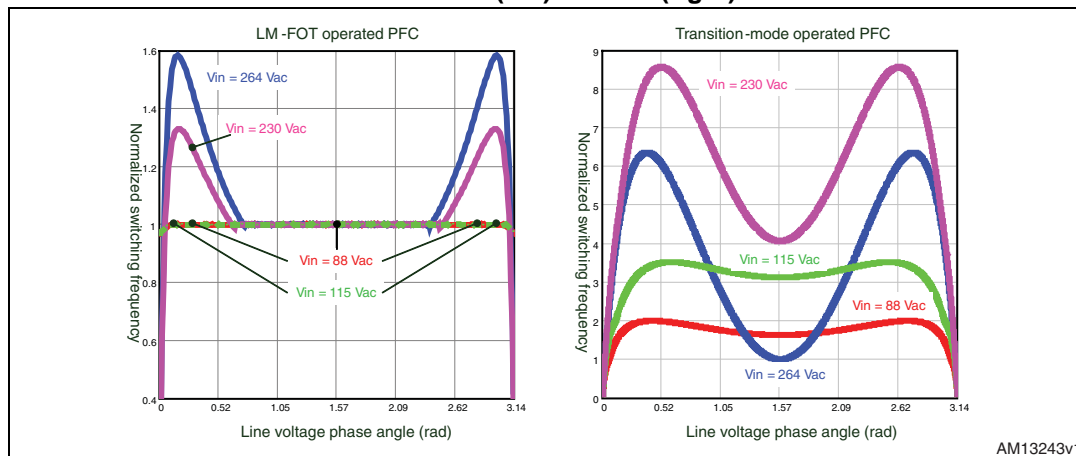 LM-FOT operated PFC
1.6
1.4
1.2
1
0.8
0.6
0.4
Normalized switching frequency
Vin = 264 Vac
Vin = 230 Vac
Vin = 88 Vac
Vin = 115 Vac
0
0.52
1.05
1.57
2.09
2.62
3.14
Line voltage phase angle (rad)
Transition-mode operated PFC
9
8
7
6
5
4
3
2
1
0
Normalized switching frequency
Vin = 230 Vac
Vin = 115 Vac
Vin = 88 Vac
Vin = 264 Vac
0
0.52
1.05
1.57
2.09
2.62
3.14
Line voltage phase angle (rad)
AM13243v1